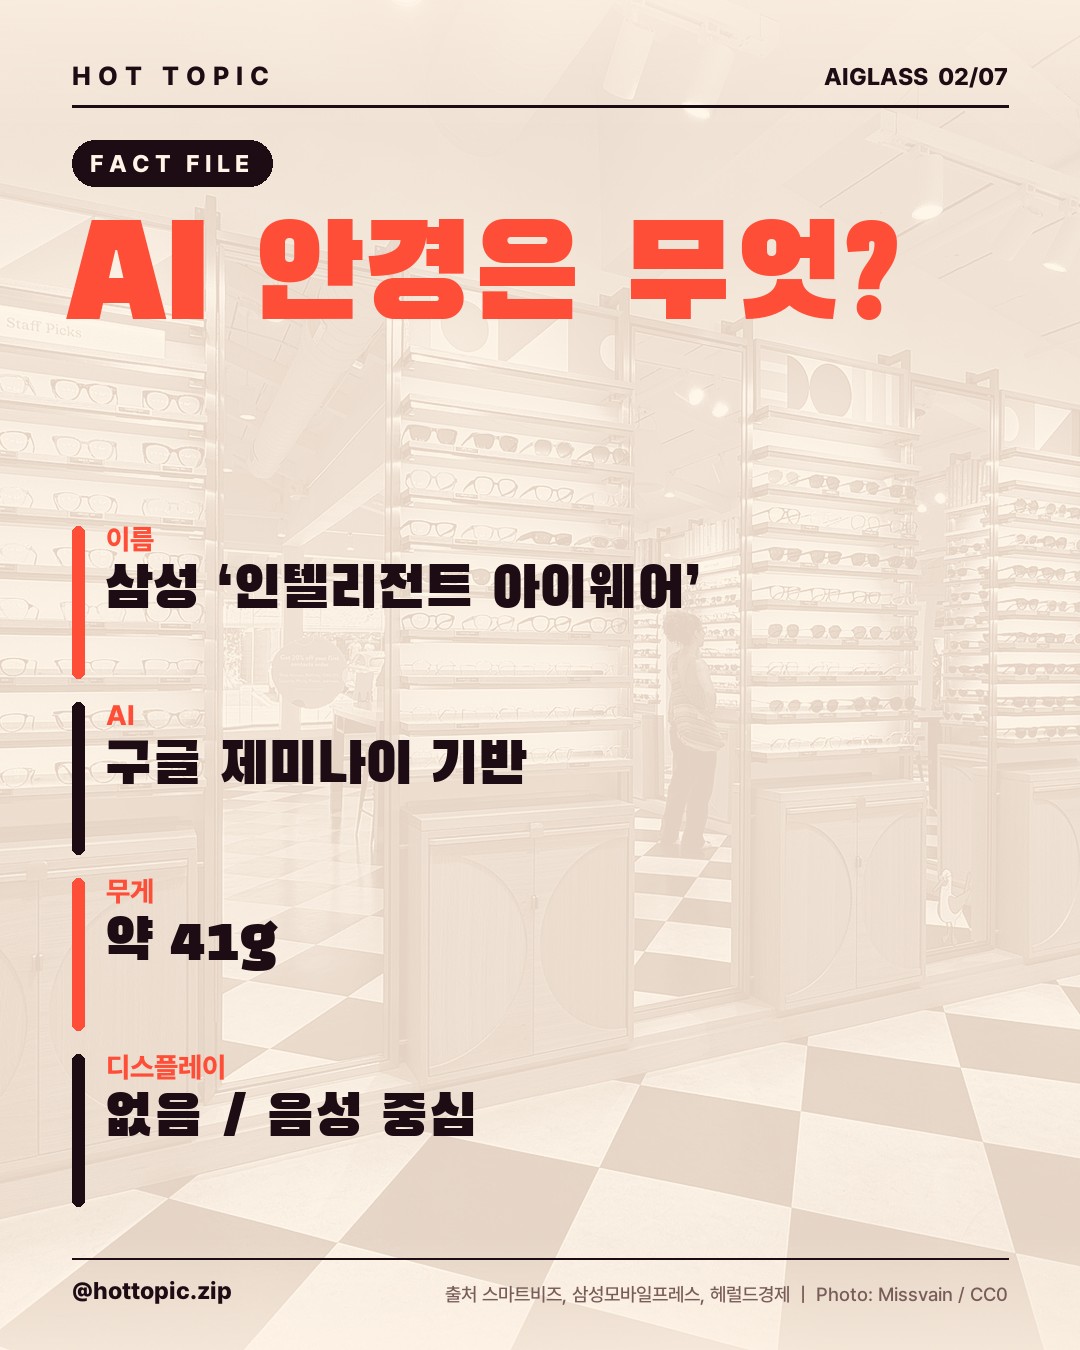 HOT TOPIC
AIGLASS 02/07
FACT FILE
AI 안경은 무엇?
Staff Picks
이름
삼성 ‘인텔리전트 아이웨어’
AI
구글 제미나이 기반
무게
약 41g
디스플레이
없음 / 음성 중심
@hottopic.zip
출처 스마트비즈, 삼성모바일프레스, 헤럴드경제 | Photo: Missvain / CC0